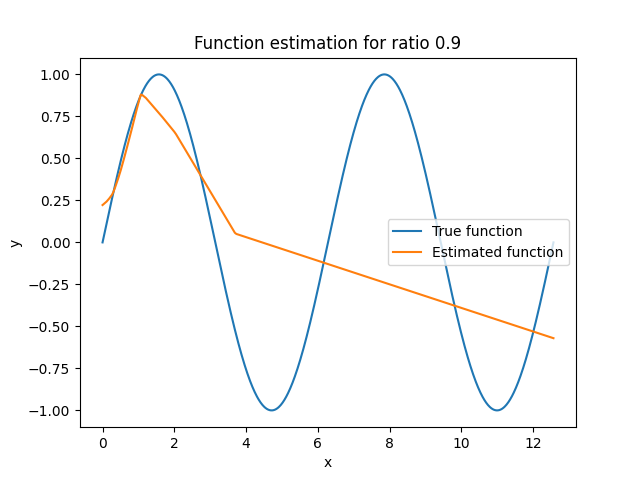 Function estimation for ratio 0.9
1.00
0.75
0.50
0.25
0.00
−0.25
−0.50
−0.75
−1.00
y
True function
Estimated function
0 2 4 6 8 10 12
x